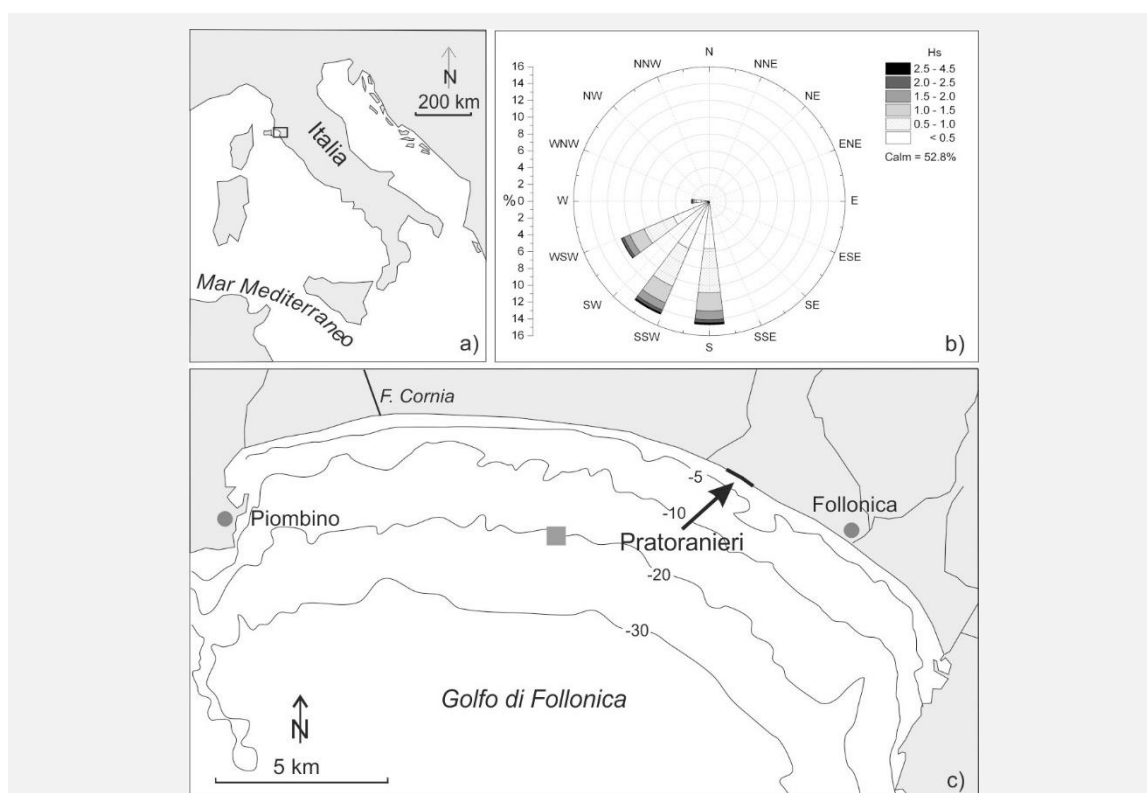 N
200 km
Italia
Mar Mediterraneo
a)
16
14
12
10
8
6
4
2
%0
2
4
6
8
10
12
14
16
N
NNE
NE
ENE
E
ESE
SE
SSE
S
SSW
SW
WSW
W
WNW
NW
NNW
Hs
2.5 - 4.5
2.0 - 2.5
1.5 - 2.0
1.0 - 1.5
0.5 - 1.0
< 0.5
Calm = 52.8%
b)
F. Cornia
-5
-10
Follonica
Piombino
Pratoranieri
-20
-30
Golfo di Follonica
N
5 km
c)